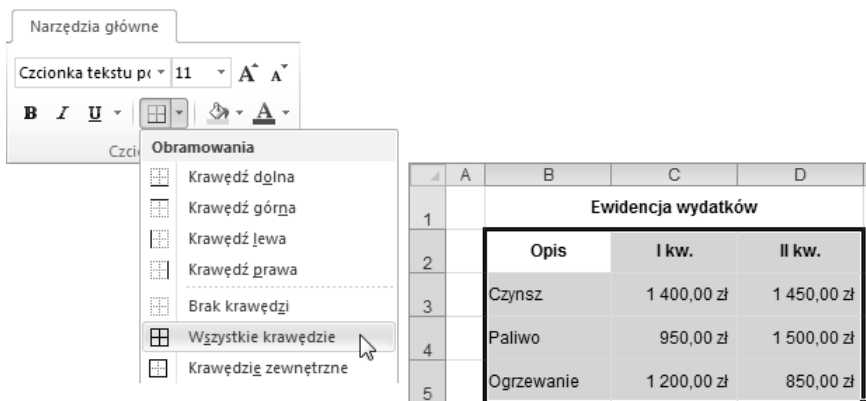 Narzędzia główne
Czcionka tekstu po 11 A A
B I U A
Czci
Obramowania
Krawędź dolna
Krawędź górna
Krawędź lewa
Krawędź prawa
Brak krawędzi
Wszystkie krawędzie
Krawędzie zewnętrzne
A B C D
1 Ewidencja wydatków
2 Opis I kw. II kw.
3 Czynsz 1 400,00 zł 1 450,00 zł
4 Paliwo 950,00 zł 1 500,00 zł
5 Ogrzewanie 1 200,00 zł 850,00 zł